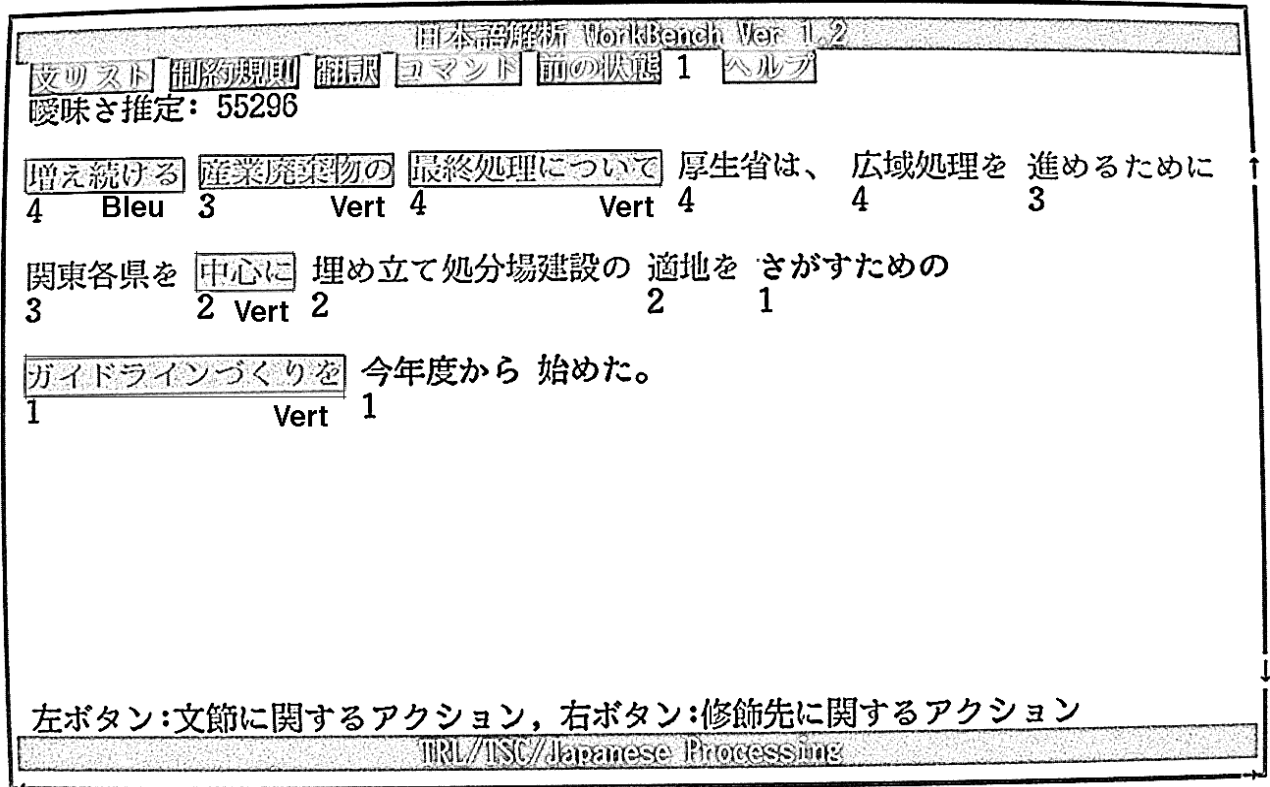 日本語解析 WorkBench Ver 1.2
文リスト 制約規則 翻訳 コマンド 前の状態 1 ヘルプ
曖昧さ推定: 55296
増え続ける 産業廃棄物の 最終処理について 厚生省は、 広域処理を 進めるために
4 Bleu 3 Vert 4 Vert 4 4 3
関東各県を 中心に 埋め立て処分場建設の 適地を さがすための
3 2 Vert 2 2 1
ガイドラインづくりを 今年度から 始めた。
1 Vert 1
左ボタン:文節に関するアクション, 右ボタン:修飾先に関するアクション
TRL/TSC/Japanese Processing